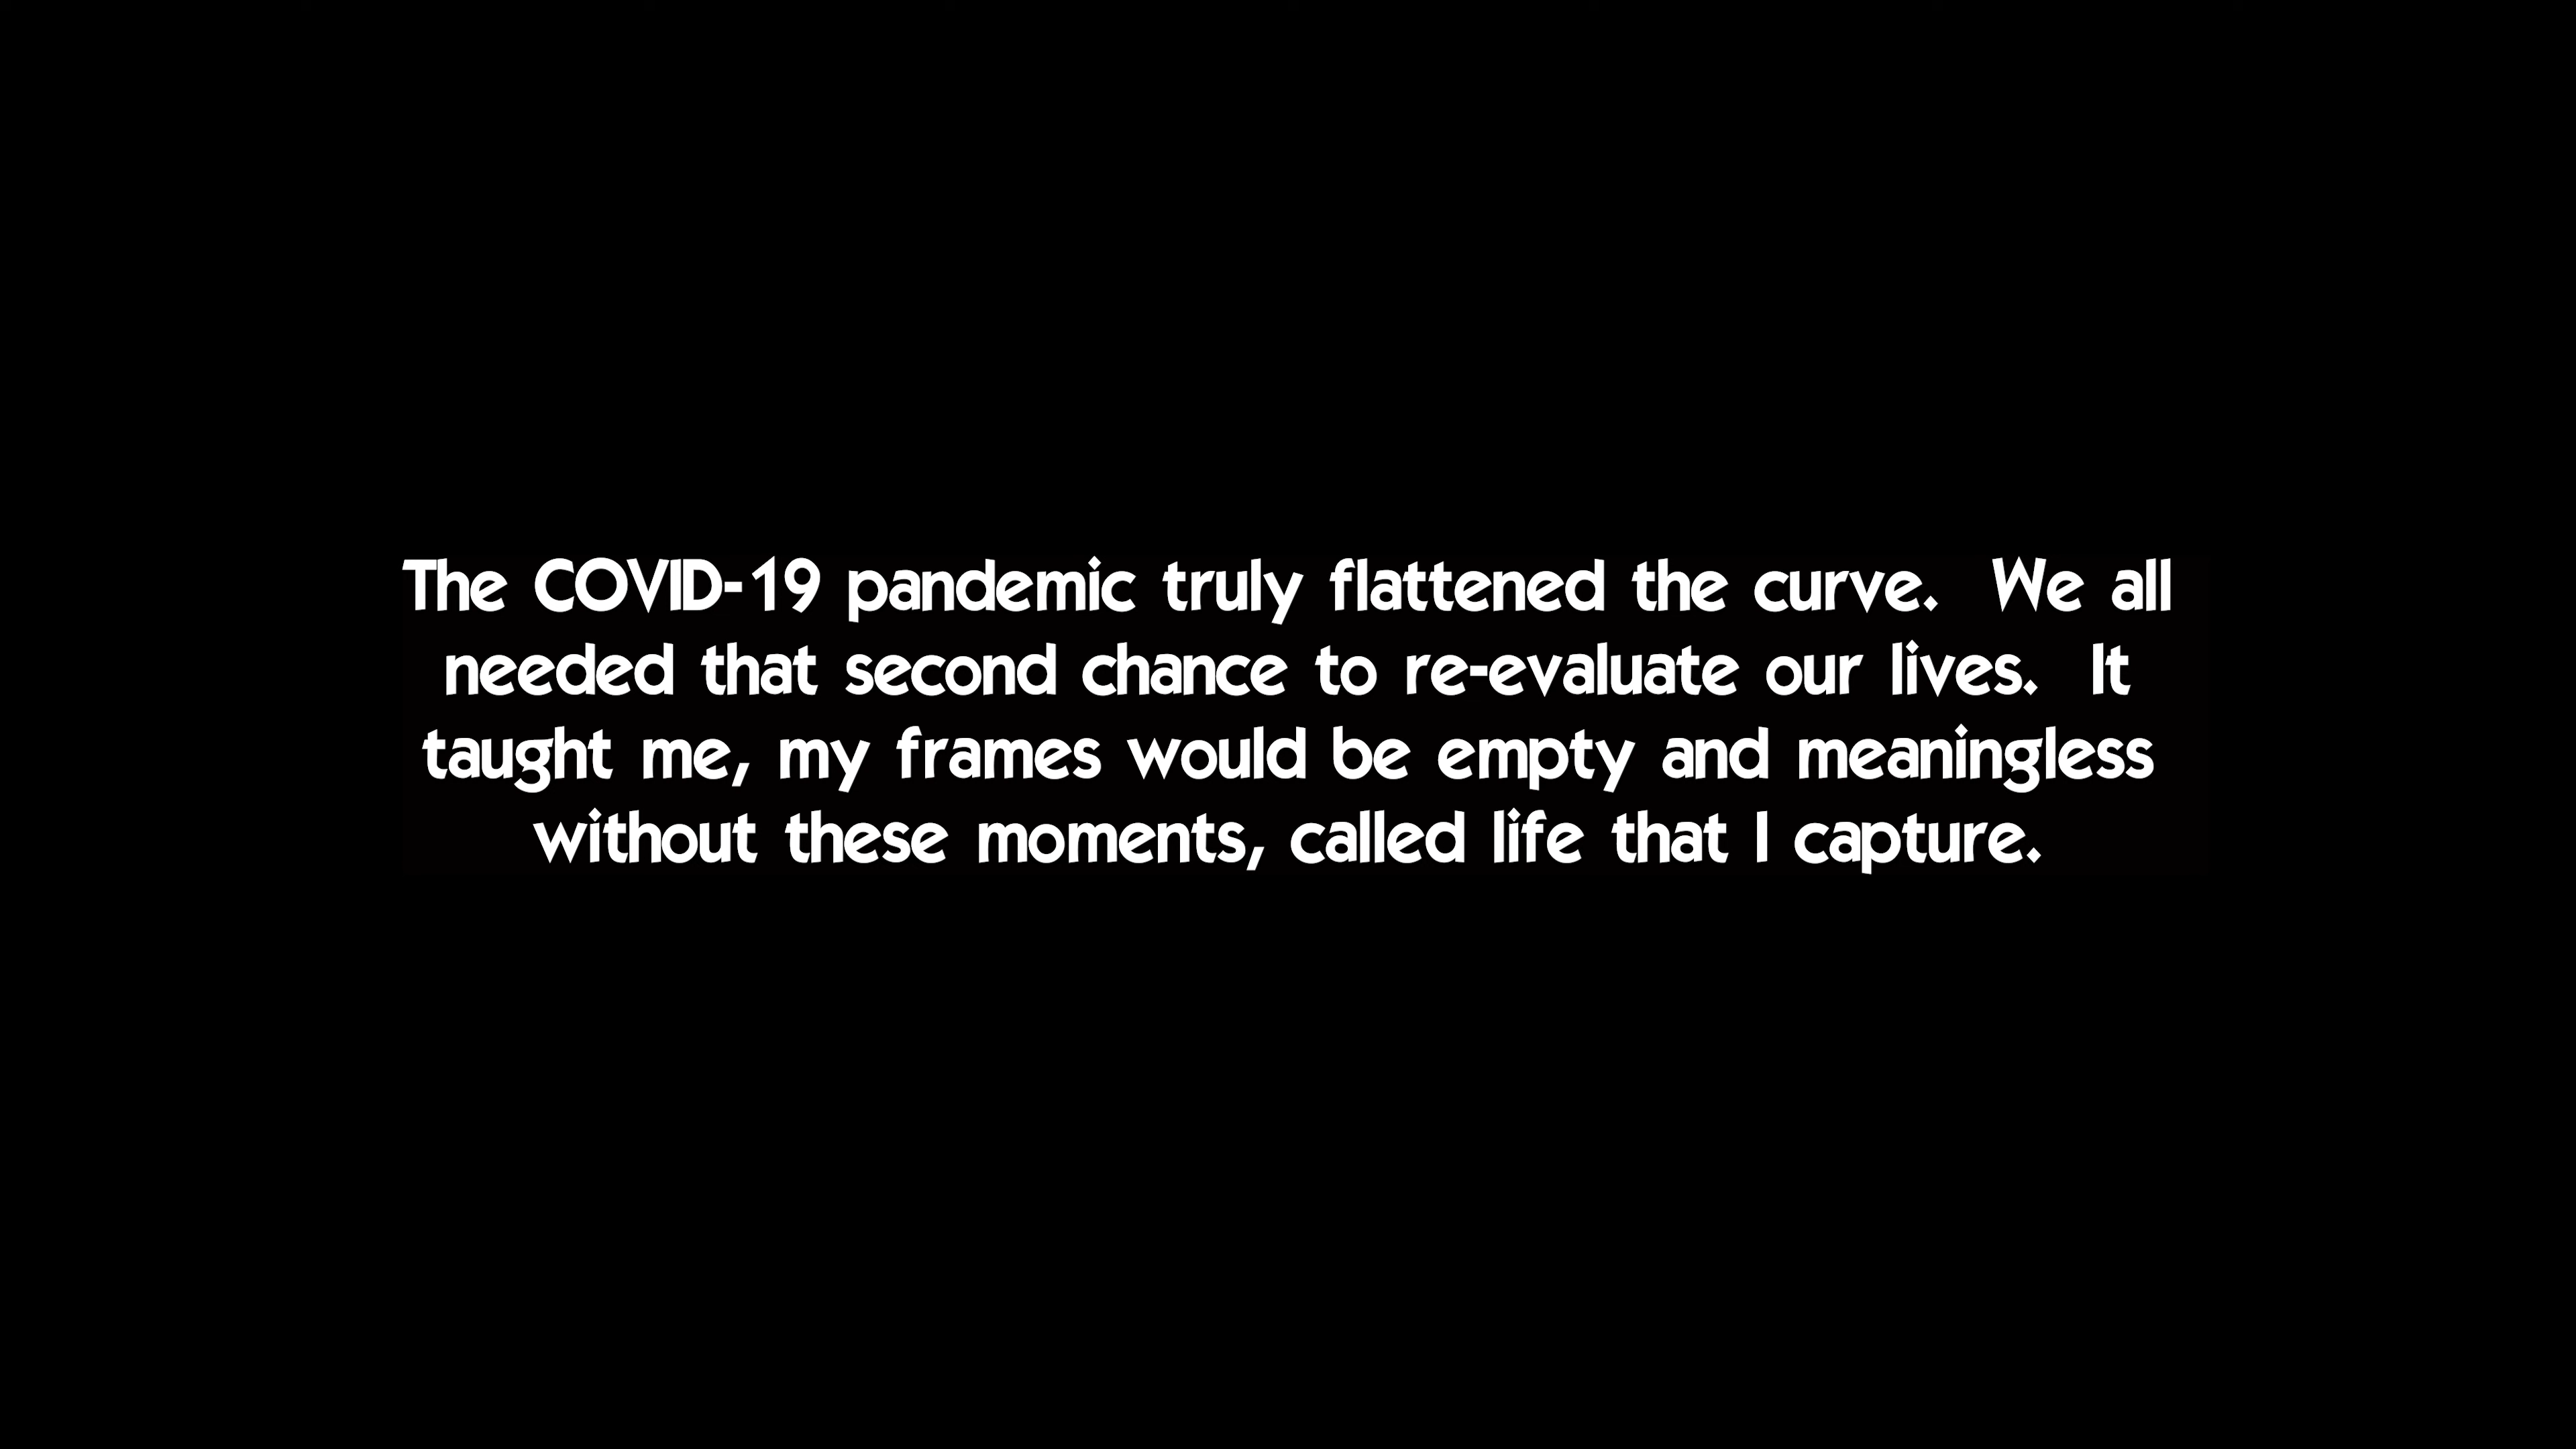 The COVID-19 pandemic truly flattened the curve.  We all
needed that second chance to re-evaluate our lives.  It
taught me, my frames would be empty and meaningless
without these moments, called life that I capture.